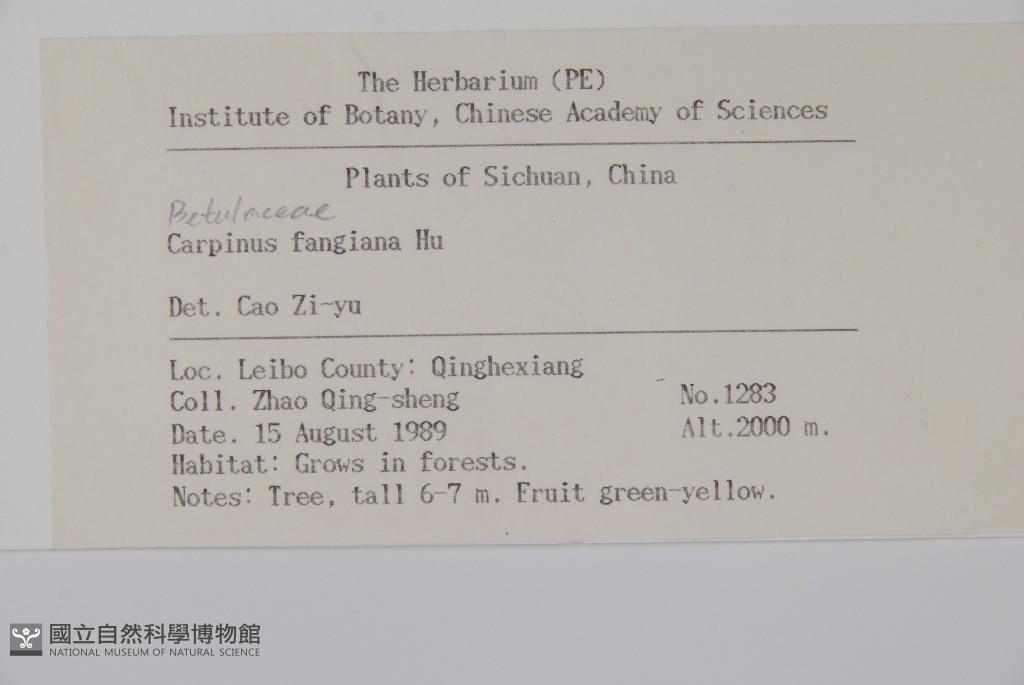 The Herbarium (PE)
Institute of Botany, Chinese Academy of Sciences
Plants of Sichuan, China
Betulaceae
Carpinus fangiana Hu
Det. Cao Zi-yu
Loc. Leibo County: Qinghexiang
Coll. Zhao Qing-sheng No.1283
Date. 15 August 1989 Alt.2000 m.
Habitat: Grows in forests.
Notes: Tree, tall 6-7 m. Fruit green-yellow.
國立自然科學博物館
NATIONAL MUSEUM OF NATURAL SCIENCE